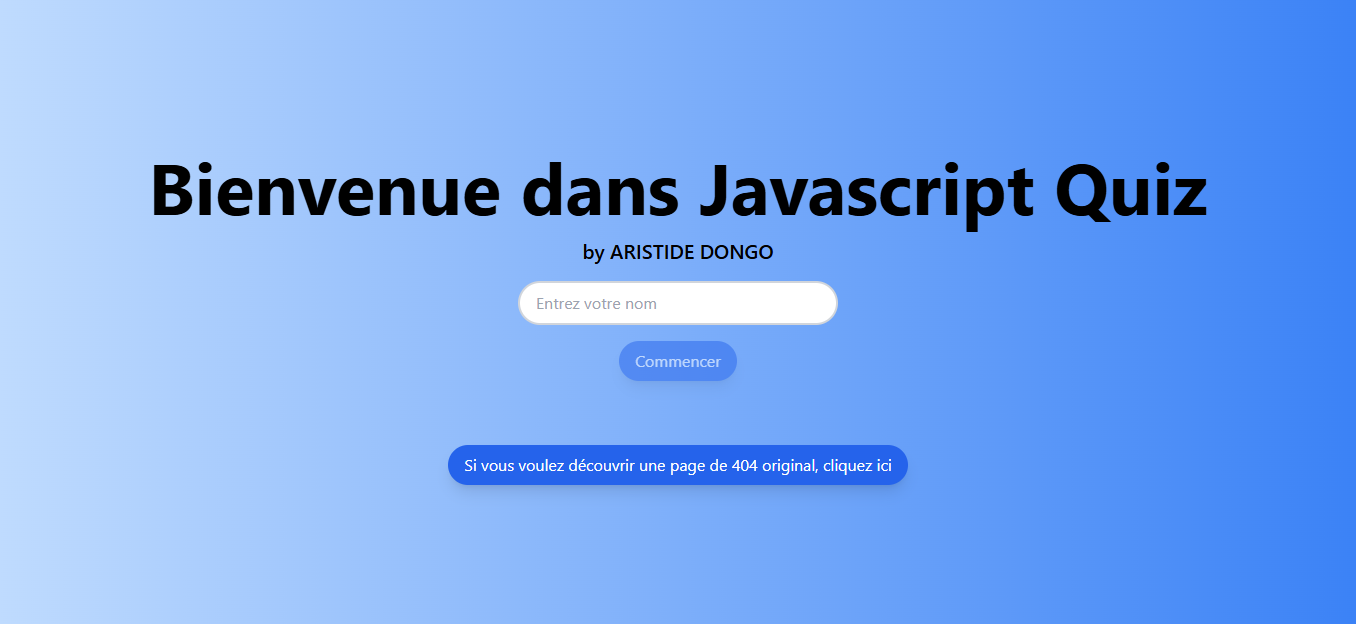 Bienvenue dans Javascript Quiz
by ARISTIDE DONGO
Entrez votre nom
Commencer
Si vous voulez découvrir une page de 404 original, cliquez ici